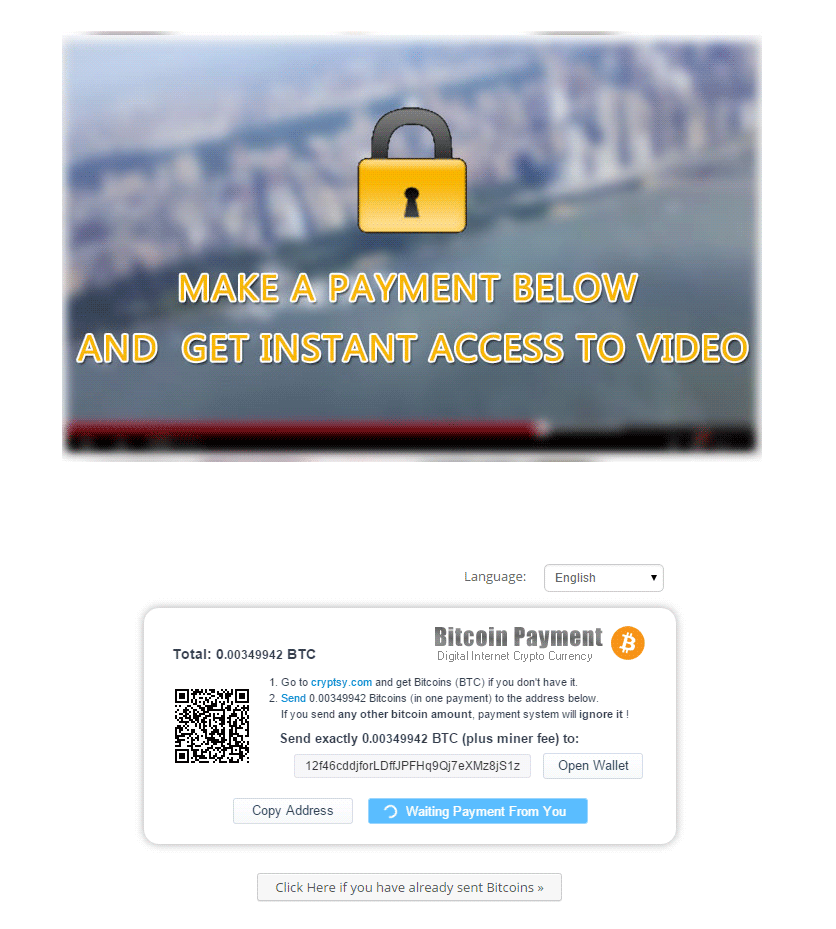 MAKE A PAYMENT BELOW
AND GET INSTANT ACCESS TO VIDEO
Language: English
Bitcoin Payment
Digital Internet Crypto Currency
Total: 0.00349942 BTC
1. Go to cryptsy.com and get Bitcoins (BTC) if you don't have it.
2. Send 0.00349942 Bitcoins (in one payment) to the address below.
If you send any other bitcoin amount, payment system will ignore it !
Send exactly 0.00349942 BTC (plus miner fee) to:
12f46cddjforLDffJPFHq9Qj7eXMz8jS1z Open Wallet
Copy Address Waiting Payment From You
Click Here if you have already sent Bitcoins »